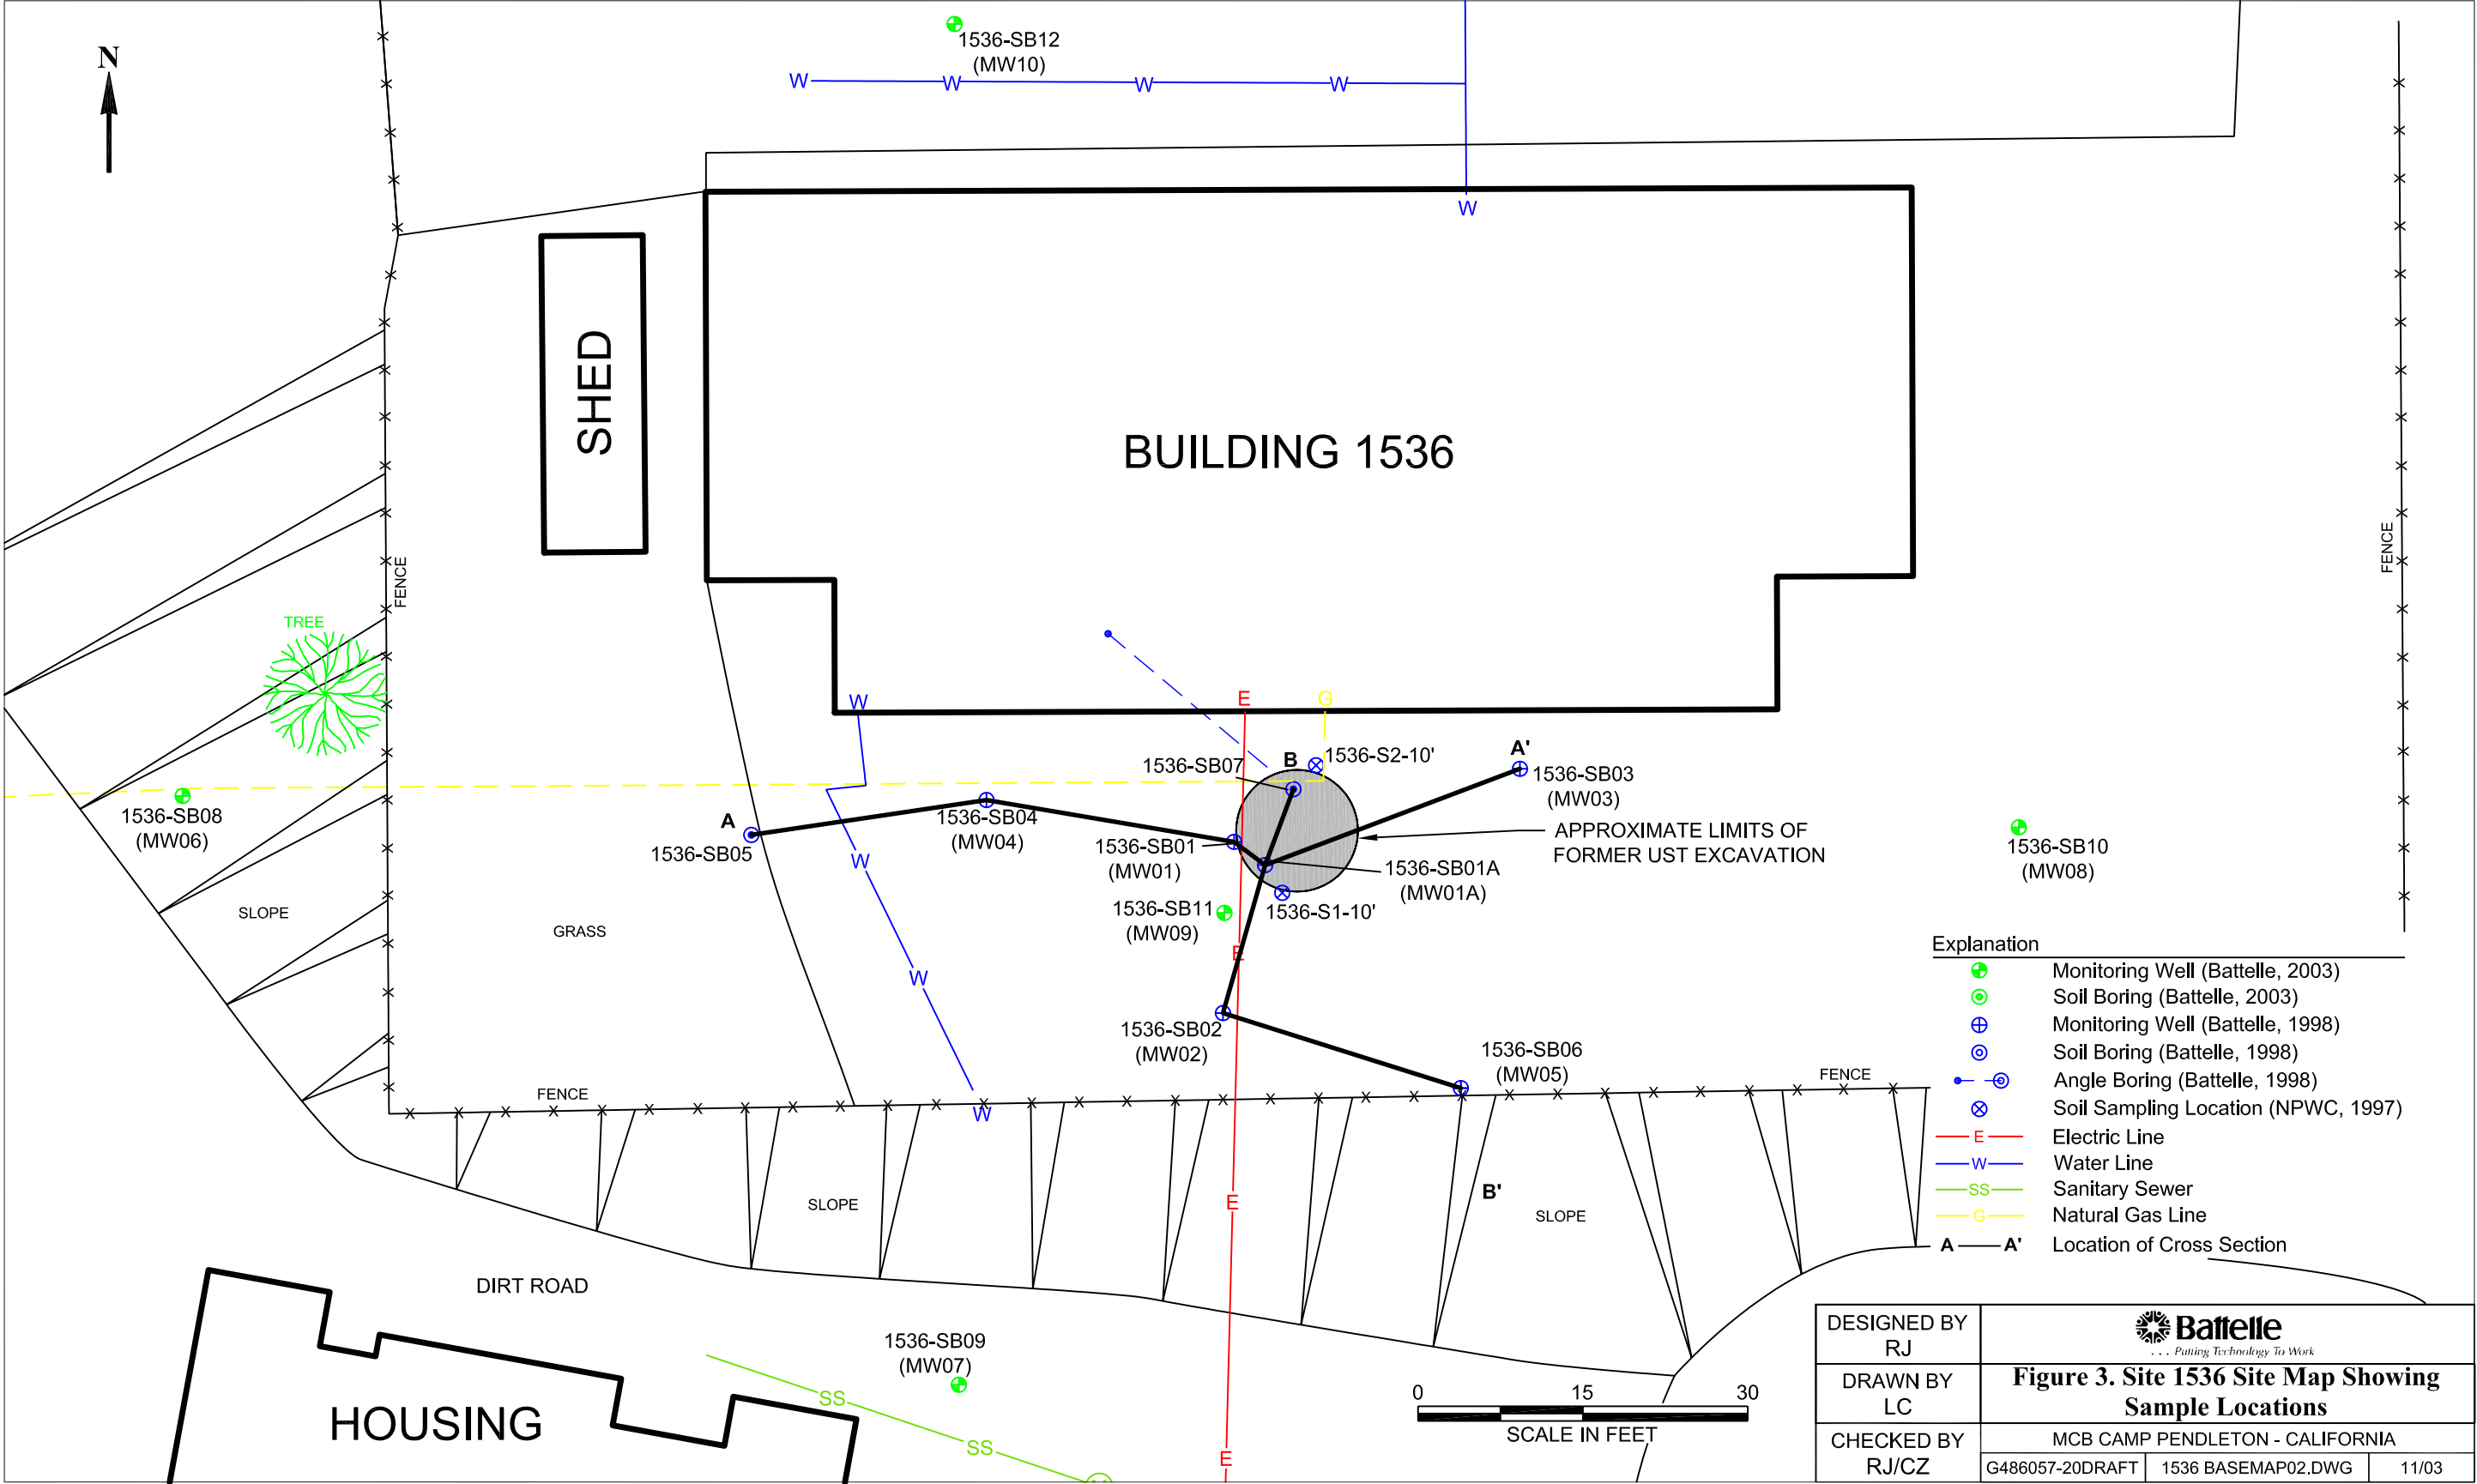 N
1536-SB12
(MW10)
W W W W
W
SHED
BUILDING 1536
FENCE
FENCE
TREE
W
E
G
1536-SB07
B
1536-S2-10'
A'
1536-SB03
(MW03)
1536-SB08
(MW06)
A
1536-SB05
1536-SB04
(MW04)
1536-SB01
(MW01)
W
APPROXIMATE LIMITS OF
FORMER UST EXCAVATION
1536-SB01A
(MW01A)
1536-SB10
(MW08)
SLOPE
GRASS
1536-SB11
(MW09)
1536-S1-10'
E
W
1536-SB02
(MW02)
1536-SB06
(MW05)
FENCE
FENCE
W
SLOPE
E
B'
SLOPE
Explanation
Monitoring Well (Battelle, 2003)
Soil Boring (Battelle, 2003)
Monitoring Well (Battelle, 1998)
Soil Boring (Battelle, 1998)
Angle Boring (Battelle, 1998)
Soil Sampling Location (NPWC, 1997)
E Electric Line
W Water Line
SS Sanitary Sewer
G Natural Gas Line
A A' Location of Cross Section
DIRT ROAD
HOUSING
1536-SB09
(MW07)
SS
SS
E
0 15 30
SCALE IN FEET
DESIGNED BY
RJ
DRAWN BY
LC
CHECKED BY
RJ/CZ
Battelle
. . . Putting Technology To Work
Figure 3. Site 1536 Site Map Showing
Sample Locations
MCB CAMP PENDLETON - CALIFORNIA
G486057-20DRAFT 1536 BASEMAP02.DWG 11/03